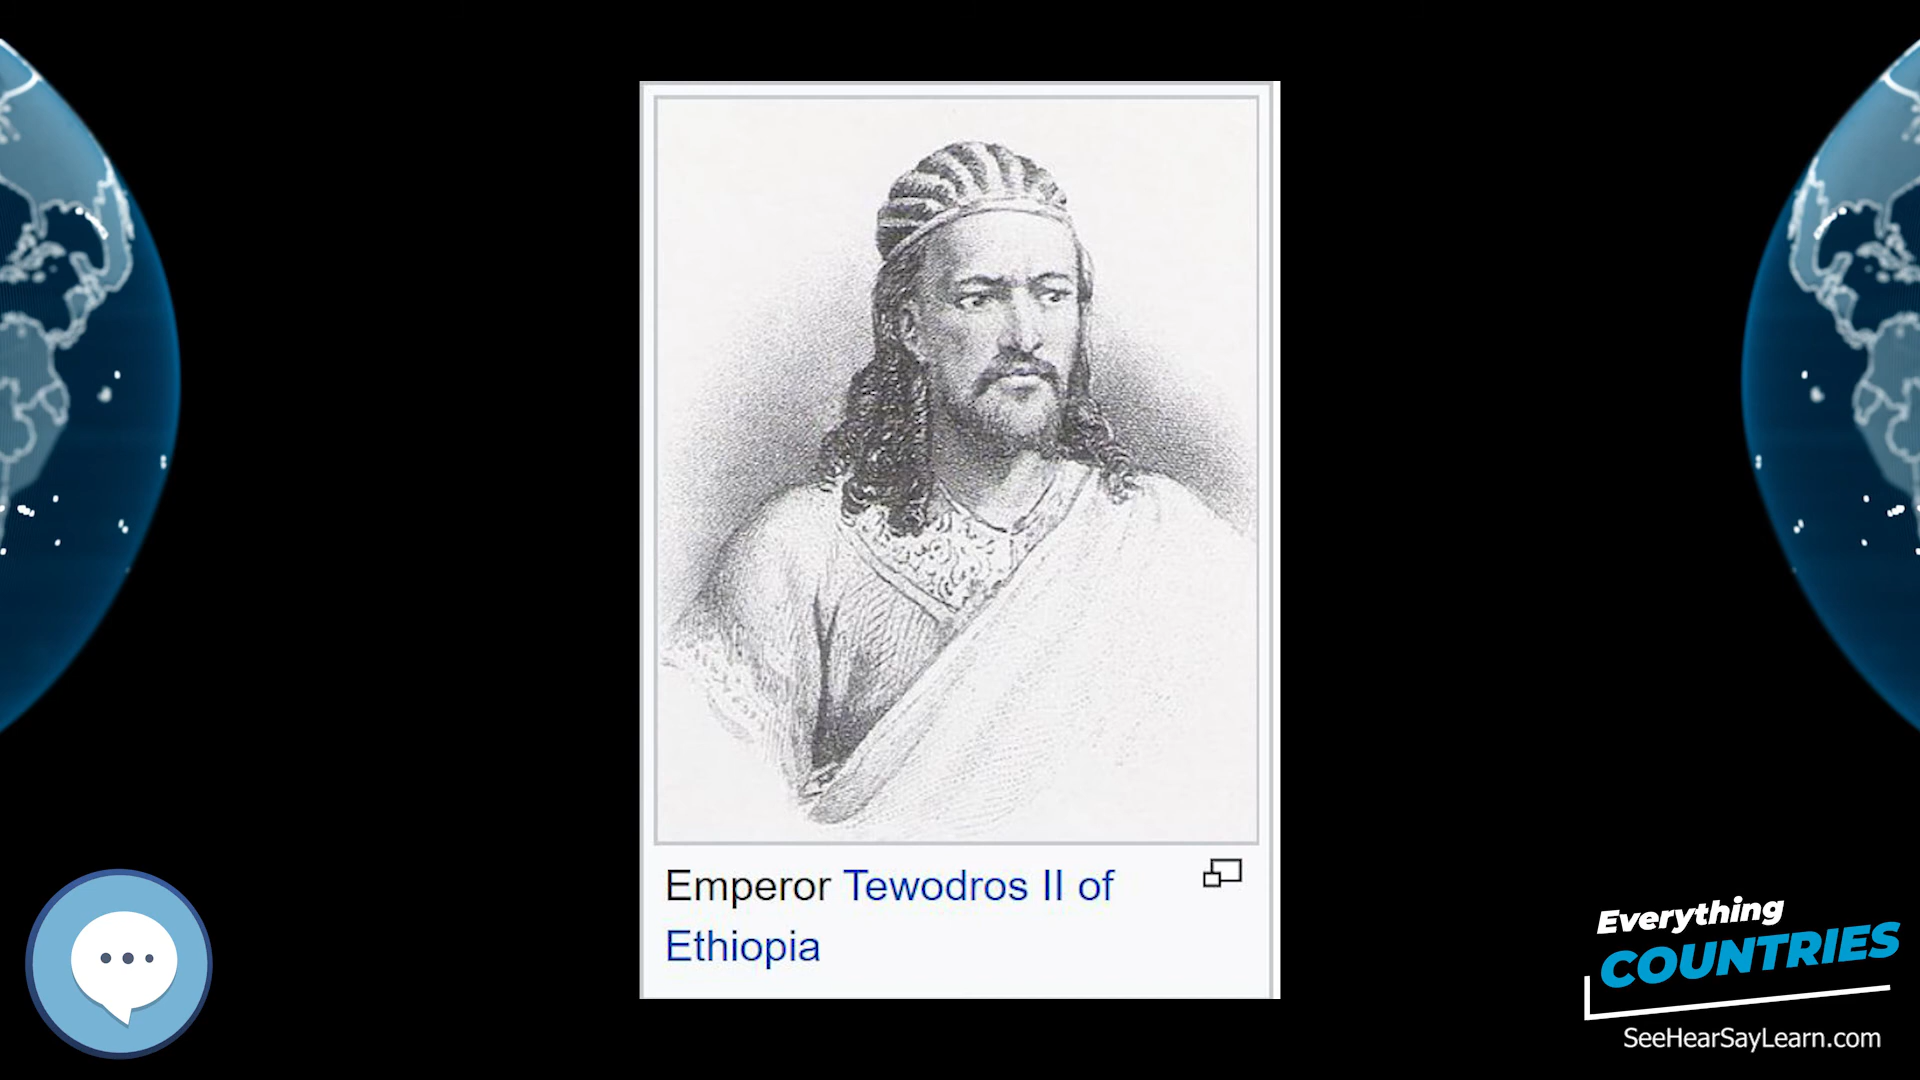 Emperor Tewodros II of
Ethiopia
Everything
COUNTRIES
SeeHearSayLearn.com